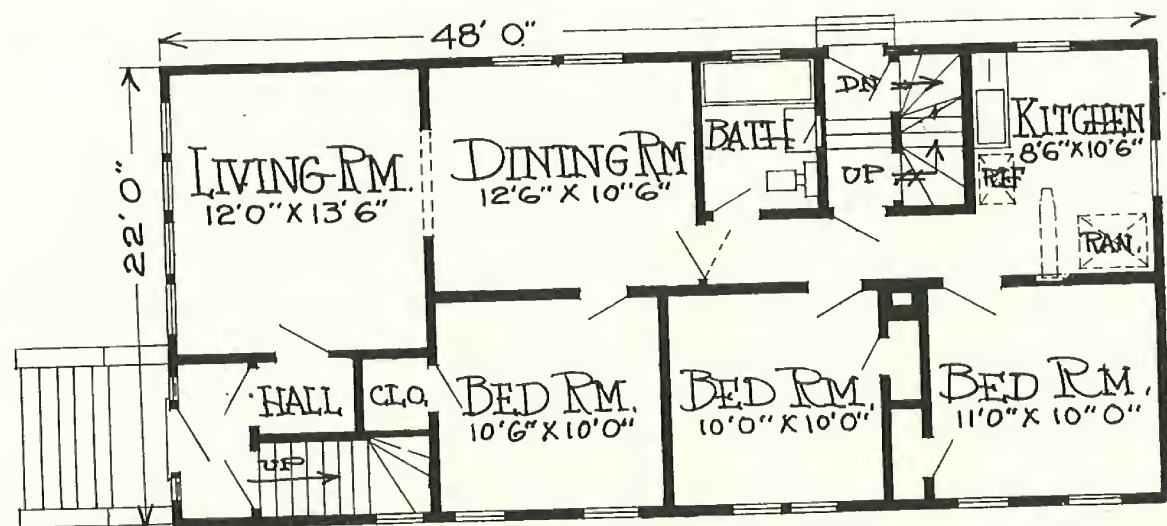 48' 0"
22' 0"
LIVING RM.
12'0" X 13'6"
DINING RM
12'6" X 10'6"
BATH
DN
UP
KITCHEN
8'6" X 10'6"
REF
RAN.
HALL
CLO.
UP
BED RM.
10'6" X 10'0"
BED RM.
10'0" X 10'0"
BED RM.
11'0" X 10'0"